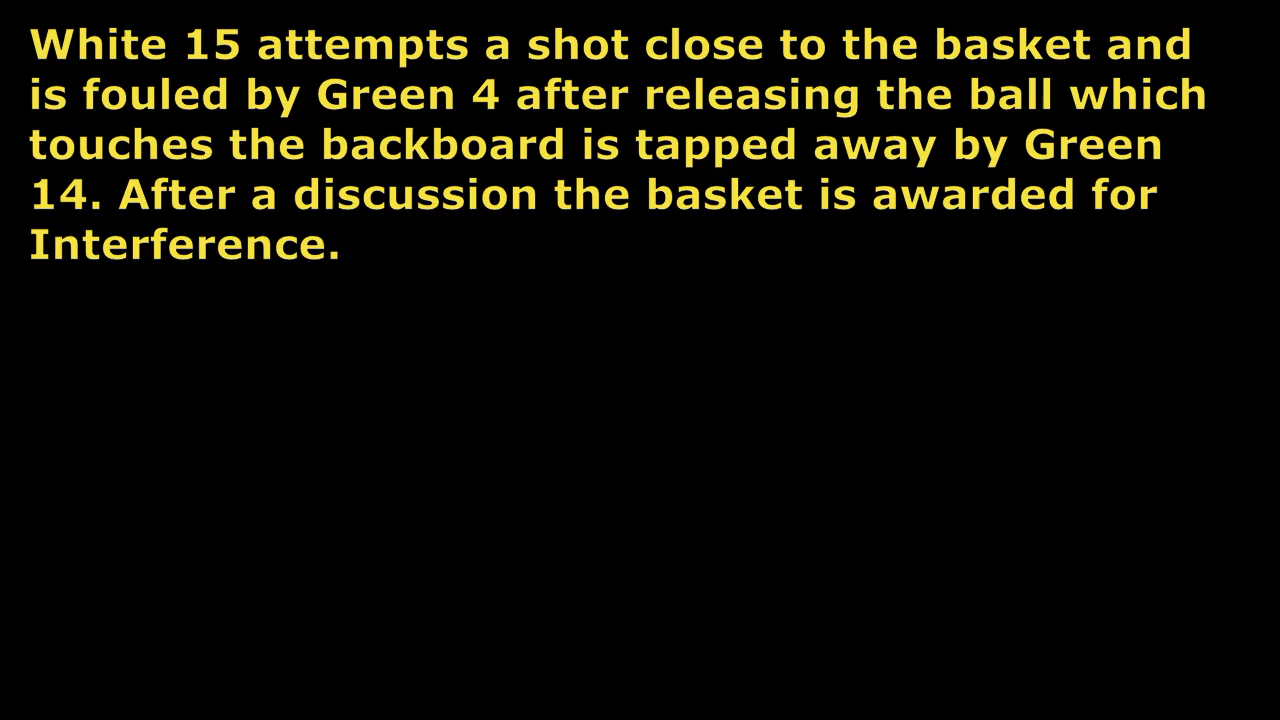 White 15 attempts a shot close to the basket and
is fouled by Green 4 after releasing the ball which
touches the backboard is tapped away by Green
14. After a discussion the basket is awarded for
Interference.